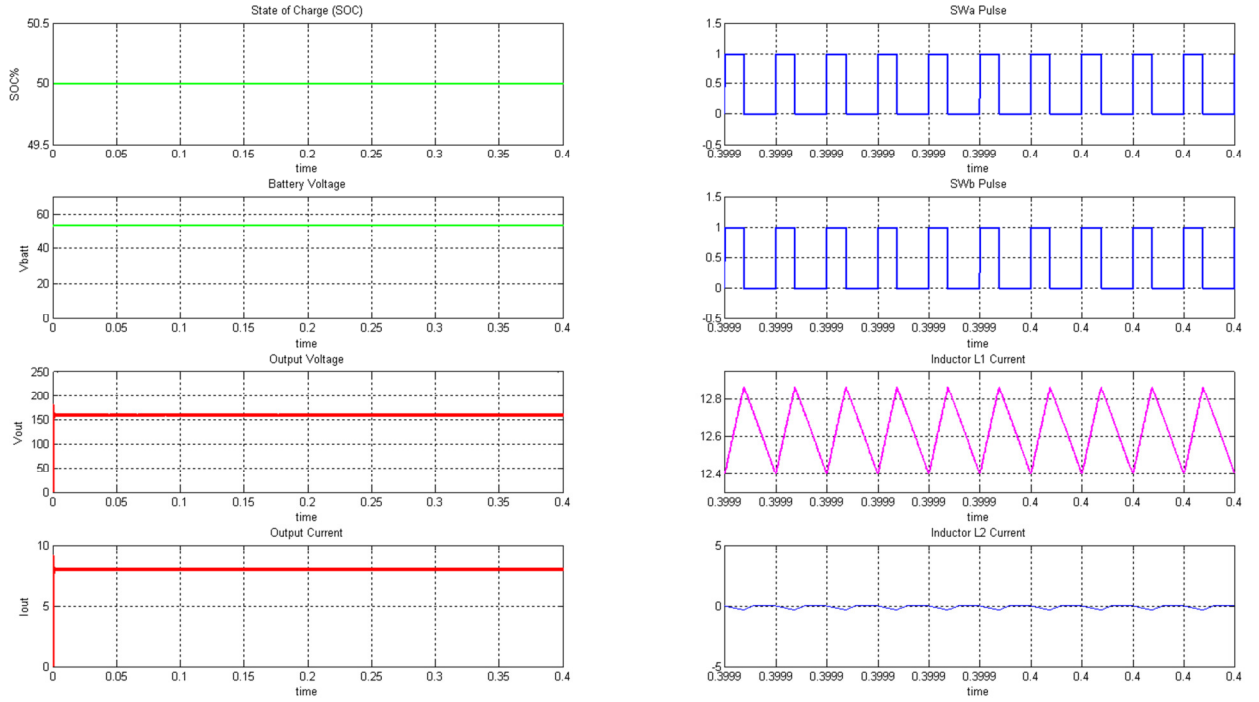 State of Charge (SOC)
50.5
50
49.5
SOC%
0 0.05 0.1 0.15 0.2 0.25 0.3 0.35 0.4
time
Battery Voltage
60
40
20
0
Vbatt
0 0.05 0.1 0.15 0.2 0.25 0.3 0.35 0.4
time
Output Voltage
250
200
150
100
50
0
Vout
0 0.05 0.1 0.15 0.2 0.25 0.3 0.35 0.4
time
Output Current
10
5
0
Iout
0 0.05 0.1 0.15 0.2 0.25 0.3 0.35 0.4
time
SWa Pulse
1.5
1
0.5
0
-0.5
0.3999 0.3999 0.3999 0.3999 0.3999 0.3999 0.4 0.4 0.4 0.4 0.4
time
SWb Pulse
1.5
1
0.5
0
-0.5
0.3999 0.3999 0.3999 0.3999 0.3999 0.3999 0.4 0.4 0.4 0.4 0.4
time
Inductor L1 Current
12.8
12.6
12.4
0.3999 0.3999 0.3999 0.3999 0.3999 0.3999 0.4 0.4 0.4 0.4 0.4
time
Inductor L2 Current
5
0
-5
0.3999 0.3999 0.3999 0.3999 0.3999 0.3999 0.4 0.4 0.4 0.4 0.4
time